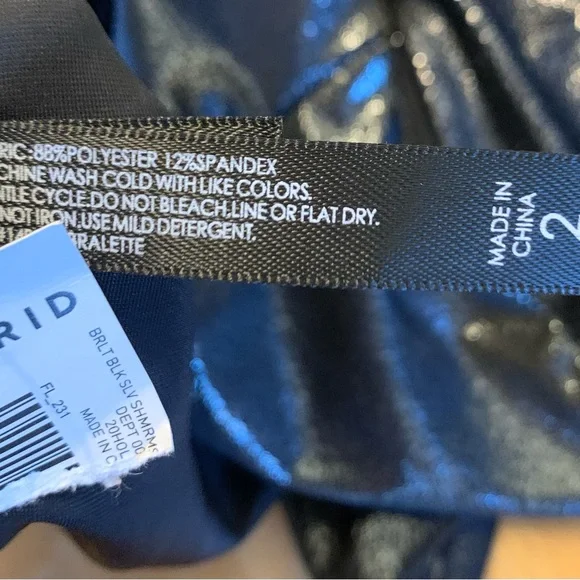 RIC:88%POLYESTER 12%SPANDEX
CHINE WASH COLD WITH LIKE COLORS.
NTLE CYCLE.DO NOT BLEACH.LINE OR FLAT DRY.
NOT IRON.USE MILD DETERGENT.
RALETTE
MADE IN
CHINA
2
RID
BRLT BLK SLV SHMRMS
DEPT 00
20HOL
MADE IN C
FL_231